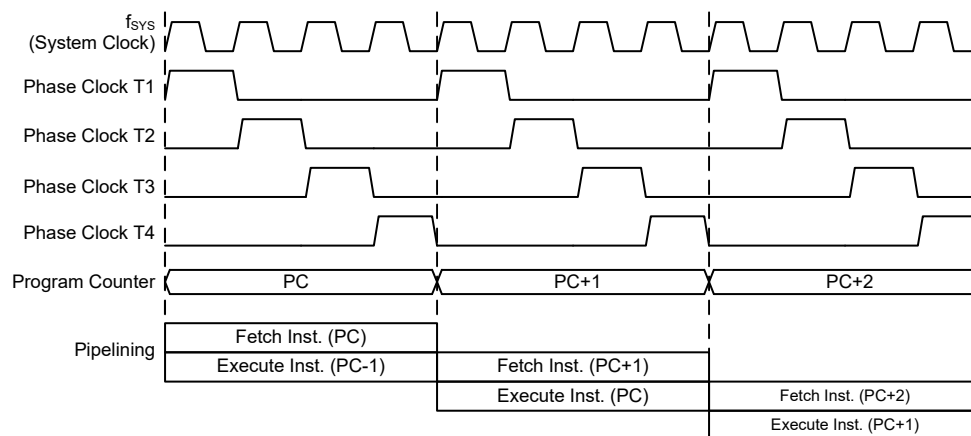 fSYS
(System Clock)
Phase Clock T1
Phase Clock T2
Phase Clock T3
Phase Clock T4
Program Counter PC PC+1 PC+2
Pipelining
Fetch Inst. (PC)
Execute Inst. (PC-1) Fetch Inst. (PC+1)
Execute Inst. (PC) Fetch Inst. (PC+2)
Execute Inst. (PC+1)